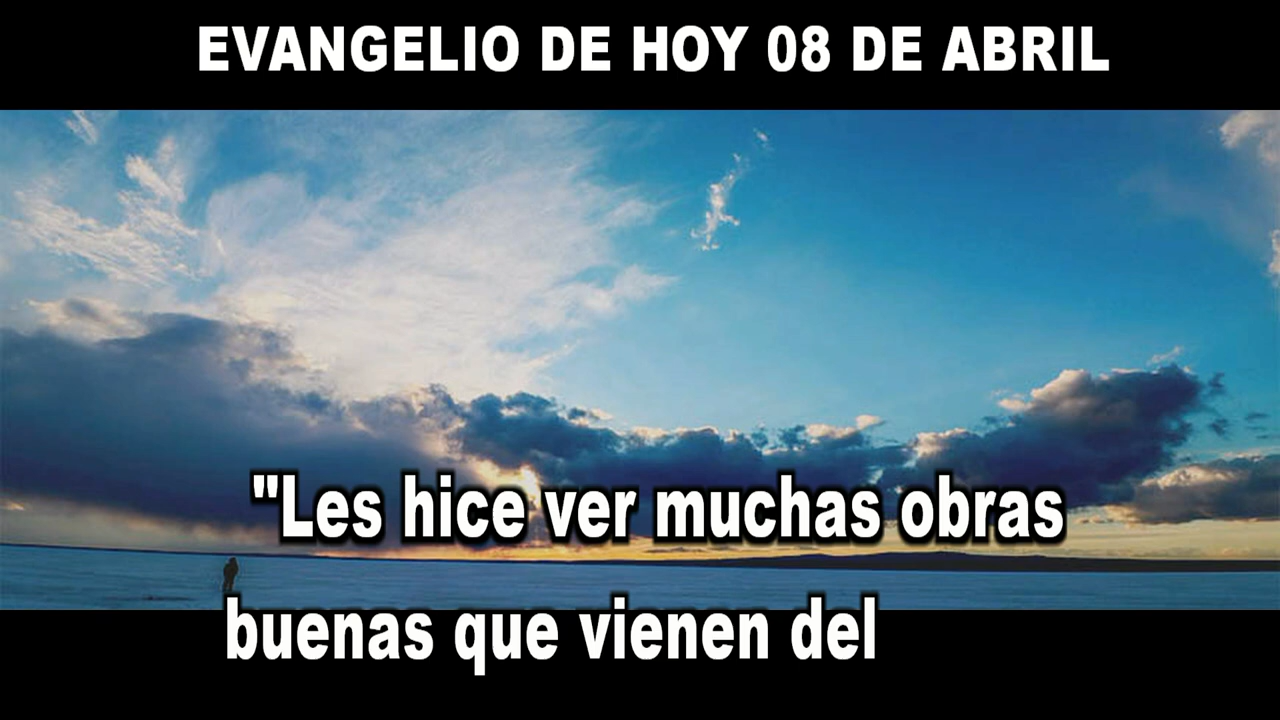 EVANGELIO DE HOY 08 DE ABRIL
"Les hice ver muchas obras
buenas que vienen del